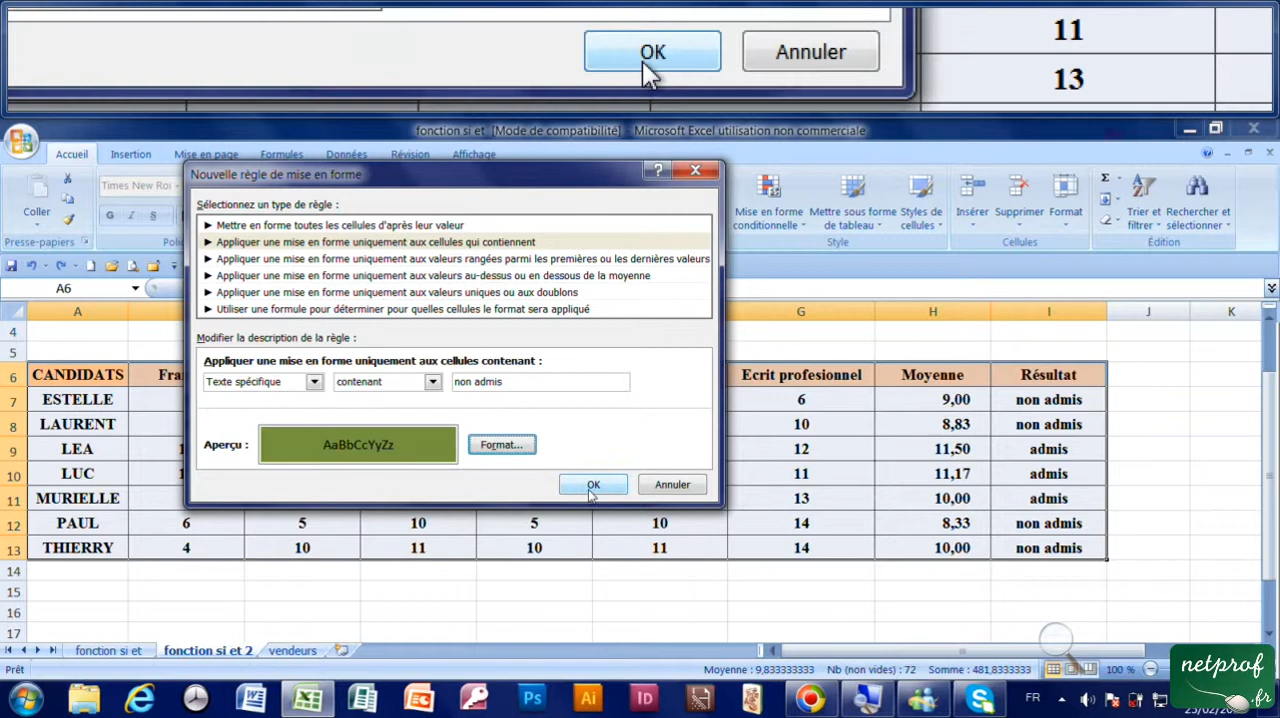 OK Annuler
11
13
fonction si et [Mode de compatibilité] - Microsoft Excel utilisation non commerciale
Accueil Insertion Mise en page Formules Données Révision Affichage
Nouvelle règle de mise en forme
Times New Roi
Coller
G I S
Presse-papiers
Mise en forme conditionnelle
Mettre sous forme de tableau
Styles de cellules
Style
Insérer Supprimer Format
Cellules
Σ
Trier et filtrer
Rechercher et sélectionner
Édition
Sélectionnez un type de règle :
► Mettre en forme toutes les cellules d'après leur valeur
► Appliquer une mise en forme uniquement aux cellules qui contiennent
► Appliquer une mise en forme uniquement aux valeurs rangées parmi les premières ou les dernières valeurs
► Appliquer une mise en forme uniquement aux valeurs au-dessus ou en dessous de la moyenne
► Appliquer une mise en forme uniquement aux valeurs uniques ou aux doublons
► Utiliser une formule pour déterminer pour quelles cellules le format sera appliqué
Modifier la description de la règle :
Appliquer une mise en forme uniquement aux cellules contenant :
Texte spécifique contenant non admis
Aperçu : AaBbCcYyZz Format...
OK Annuler
A6
A G H I J K
4
5
6 CANDIDATS Fra Ecrit profesionnel Moyenne Résultat
7 ESTELLE 6 9,00 non admis
8 LAURENT 10 8,83 non admis
9 LEA 1 12 11,50 admis
10 LUC 1 11 11,17 admis
11 MURIELLE 13 10,00 admis
12 PAUL 6 5 10 5 10 14 8,33 non admis
13 THIERRY 4 10 11 10 11 14 10,00 non admis
14
15
16
17
fonction si et fonction si et 2 vendeurs
Prêt Moyenne : 9,833333333 Nb (non vides) : 72 Somme : 481,8333333 100 %
Ps Ai Id FR
netprof
.fr